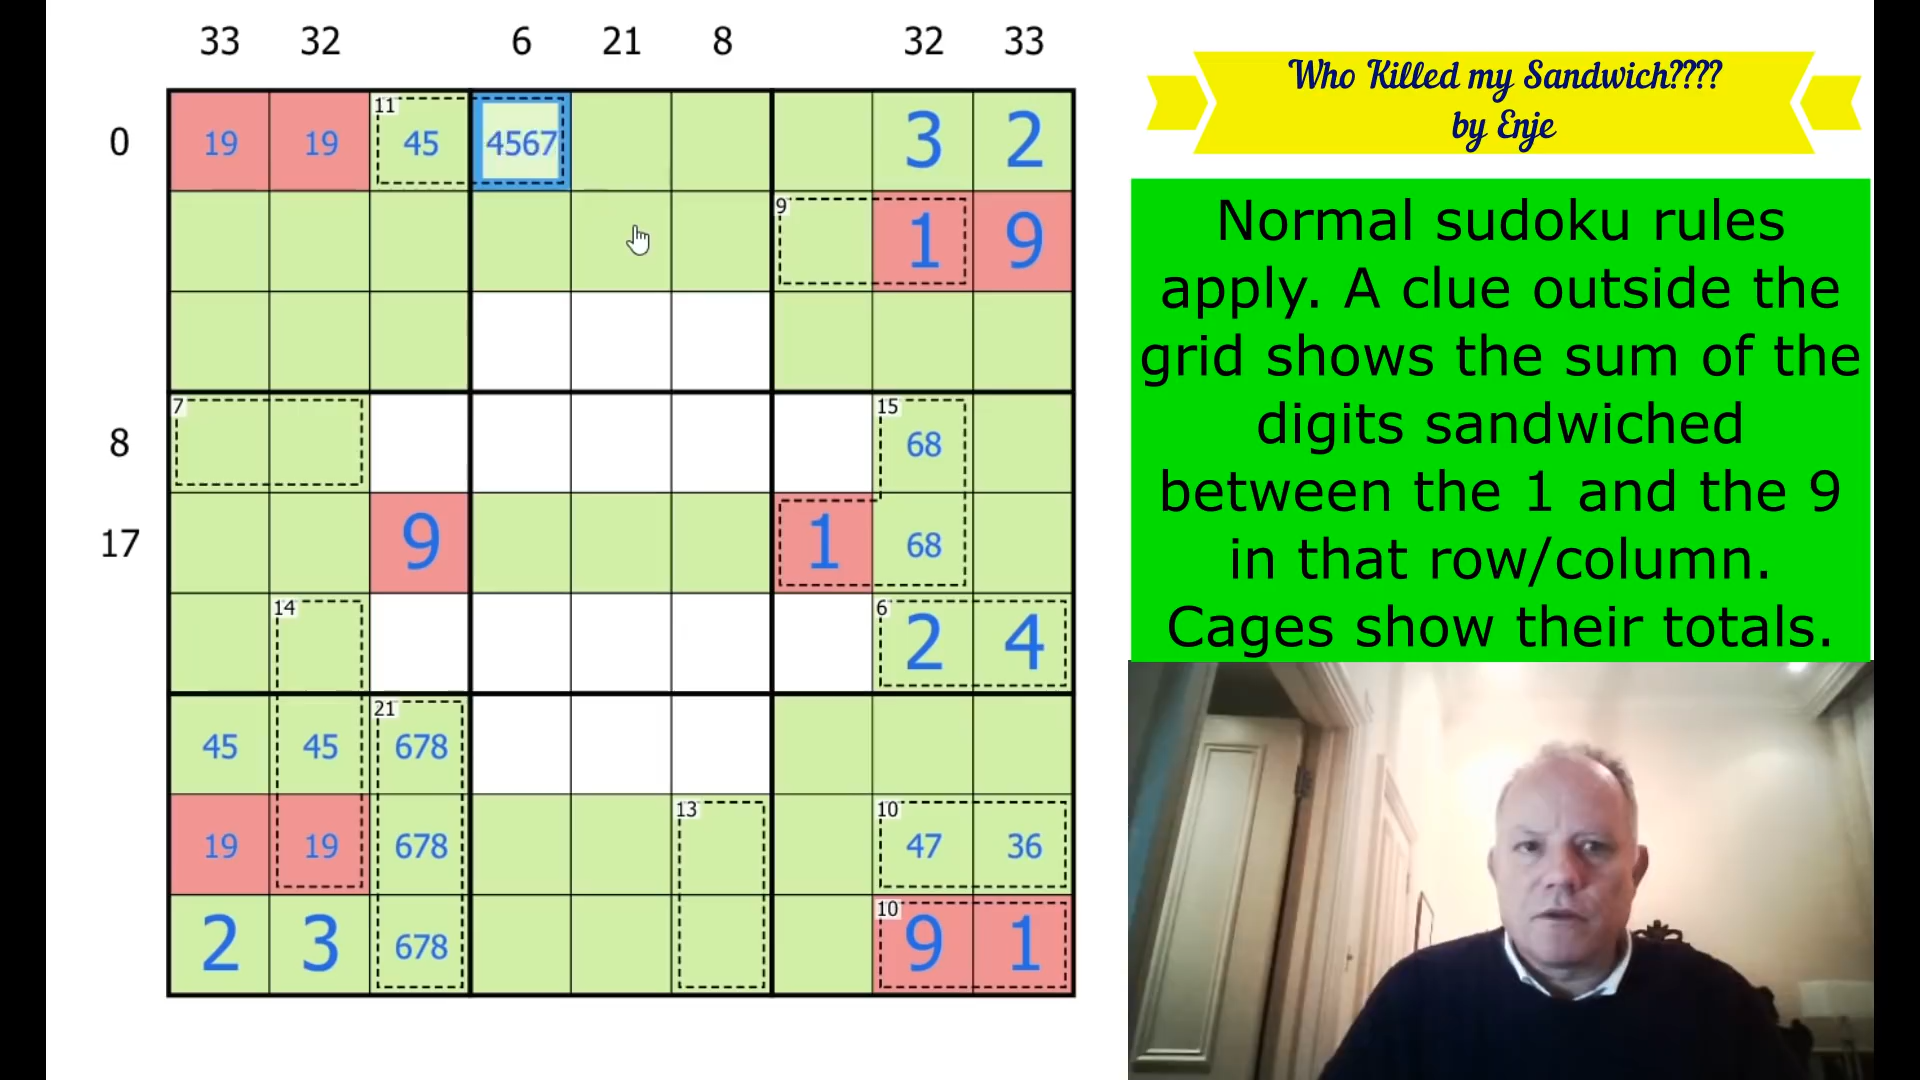 33 32 6 21 8 32 33
Who Killed my Sandwich????
by Enje
0 19 19 11 45 4567 3 2
9 1 9
7 15
8 68
17 9 1 68
14 6 2 4
21
45 45 678
13 10
19 19 678 47 36
10
2 3 678 9 1
Normal sudoku rules
apply. A clue outside the
grid shows the sum of the
digits sandwiched
between the 1 and the 9
in that row/column.
Cages show their totals.